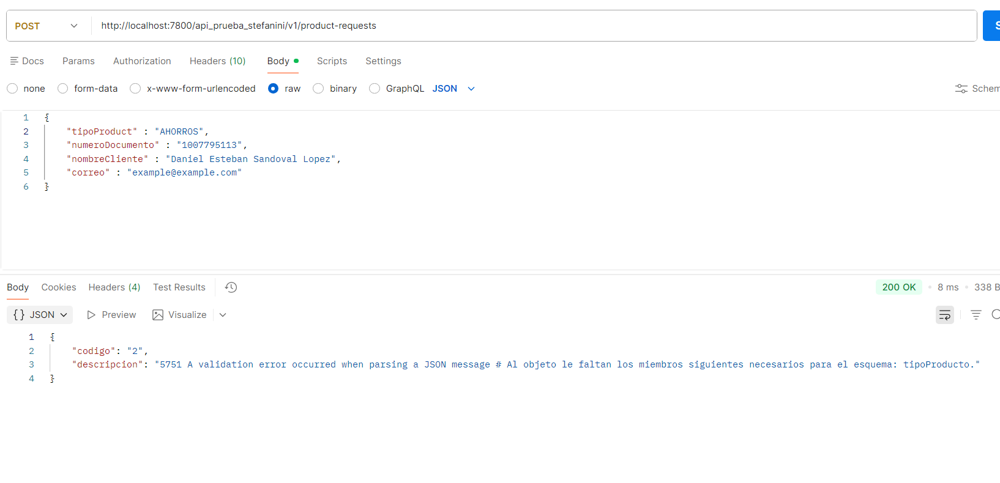 POST http://localhost:7800/api_prueba_stefanini/v1/product-requests
Docs Params Authorization Headers (10) Body Scripts Settings
none form-data x-www-form-urlencoded raw binary GraphQL JSON Schem
1 {
2 "tipoProduct" : "AHORROS",
3 "numeroDocumento" : "1007795113",
4 "nombreCliente" : "Daniel Esteban Sandoval Lopez",
5 "correo" : "example@example.com"
6 }
Body Cookies Headers (4) Test Results 200 OK 8 ms 338 B
{} JSON Preview Visualize
1 {
2 "codigo": "2",
3 "descripcion": "5751 A validation error occurred when parsing a JSON message # Al objeto le faltan los miembros siguientes necesarios para el esquema: tipoProducto."
4 }